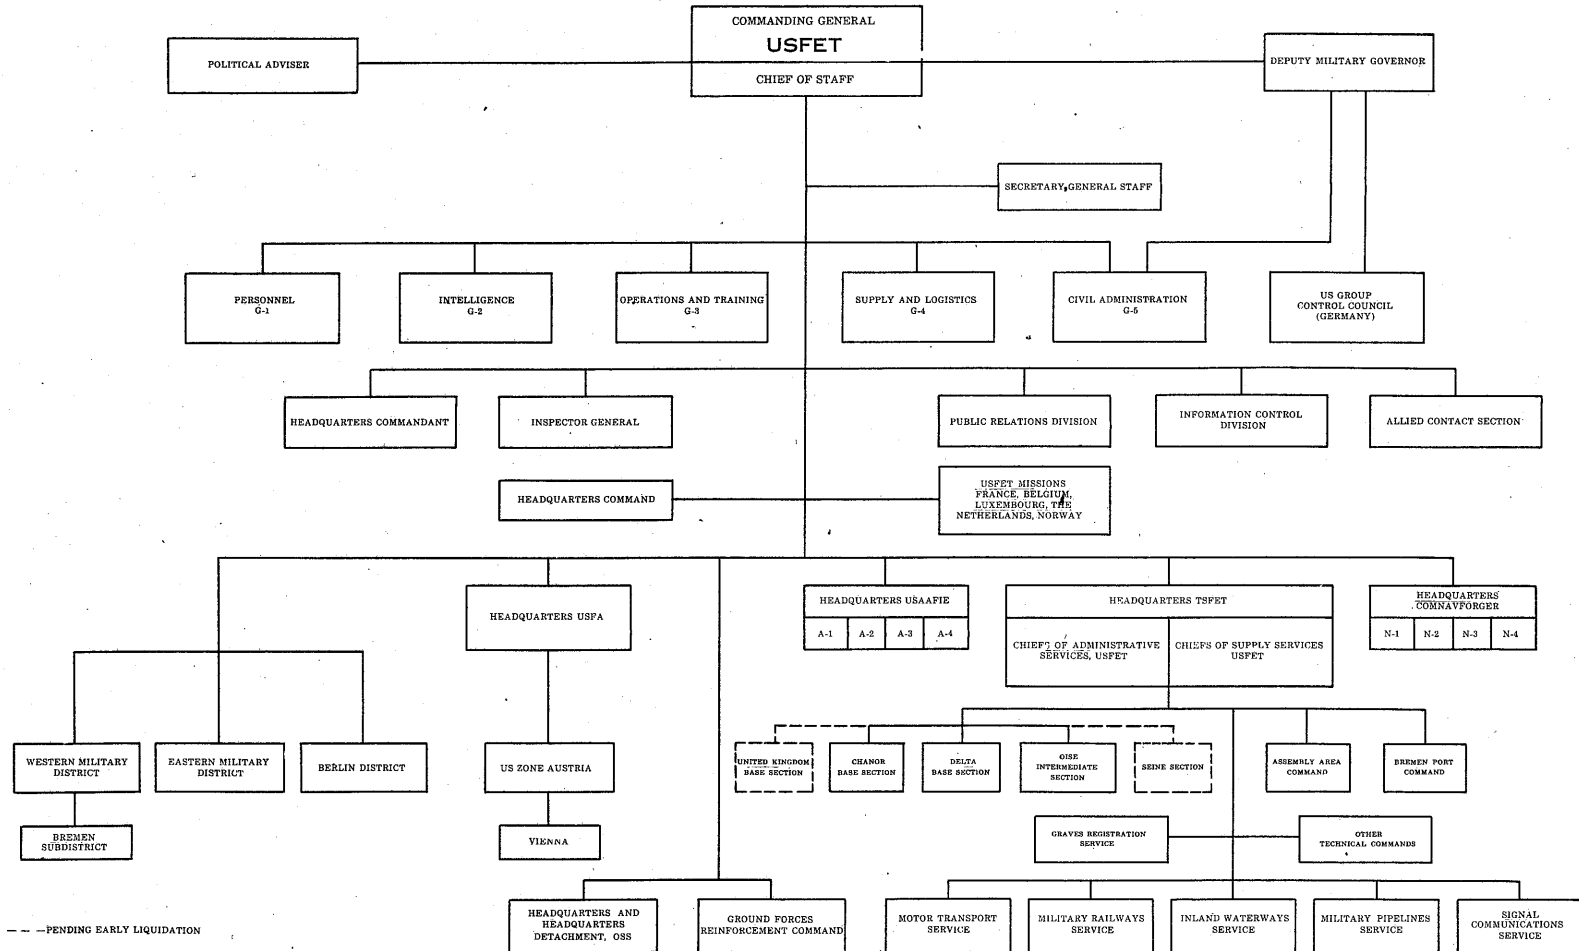 COMMANDING GENERAL
USFET
CHIEF OF STAFF
POLITICAL ADVISER
DEPUTY MILITARY GOVERNOR
SECRETARY, GENERAL STAFF
PERSONNEL
G-1
INTELLIGENCE
G-2
OPERATIONS AND TRAINING
G-3
SUPPLY AND LOGISTICS
G-4
CIVIL ADMINISTRATION
G-5
US GROUP
CONTROL COUNCIL
(GERMANY)
HEADQUARTERS COMMANDANT
INSPECTOR GENERAL
PUBLIC RELATIONS DIVISION
INFORMATION CONTROL
DIVISION
ALLIED CONTACT SECTION
HEADQUARTERS COMMAND
USFET MISSIONS
FRANCE, BELGIUM,
LUXEMBOURG, THE
NETHERLANDS, NORWAY
HEADQUARTERS USFA
HEADQUARTERS USAAFIE
A-1
A-2
A-3
A-4
HEADQUARTERS TSFET
CHIEFS OF ADMINISTRATIVE
SERVICES, USFET
CHIEFS OF SUPPLY SERVICES
USFET
HEADQUARTERS
COMNAVFORGER
N-1
N-2
N-3
N-4
WESTERN MILITARY
DISTRICT
EASTERN MILITARY
DISTRICT
BERLIN DISTRICT
US ZONE AUSTRIA
UNITED KINGDOM
BASE SECTION
CHANOR
BASE SECTION
DELTA
BASE SECTION
OISE
INTERMEDIATE
SECTION
SEINE SECTION
ASSEMBLY AREA
COMMAND
BREMEN PORT
COMMAND
BREMEN
SUBDISTRICT
VIENNA
GRAVES REGISTRATION
SERVICE
OTHER
TECHNICAL COMMANDS
HEADQUARTERS AND
HEADQUARTERS
DETACHMENT, OSS
GROUND FORCES
REINFORCEMENT COMMAND
MOTOR TRANSPORT
SERVICE
MILITARY RAILWAYS
SERVICE
INLAND WATERWAYS
SERVICE
MILITARY PIPELINES
SERVICE
SIGNAL
COMMUNICATIONS
SERVICE
— — —PENDING EARLY LIQUIDATION